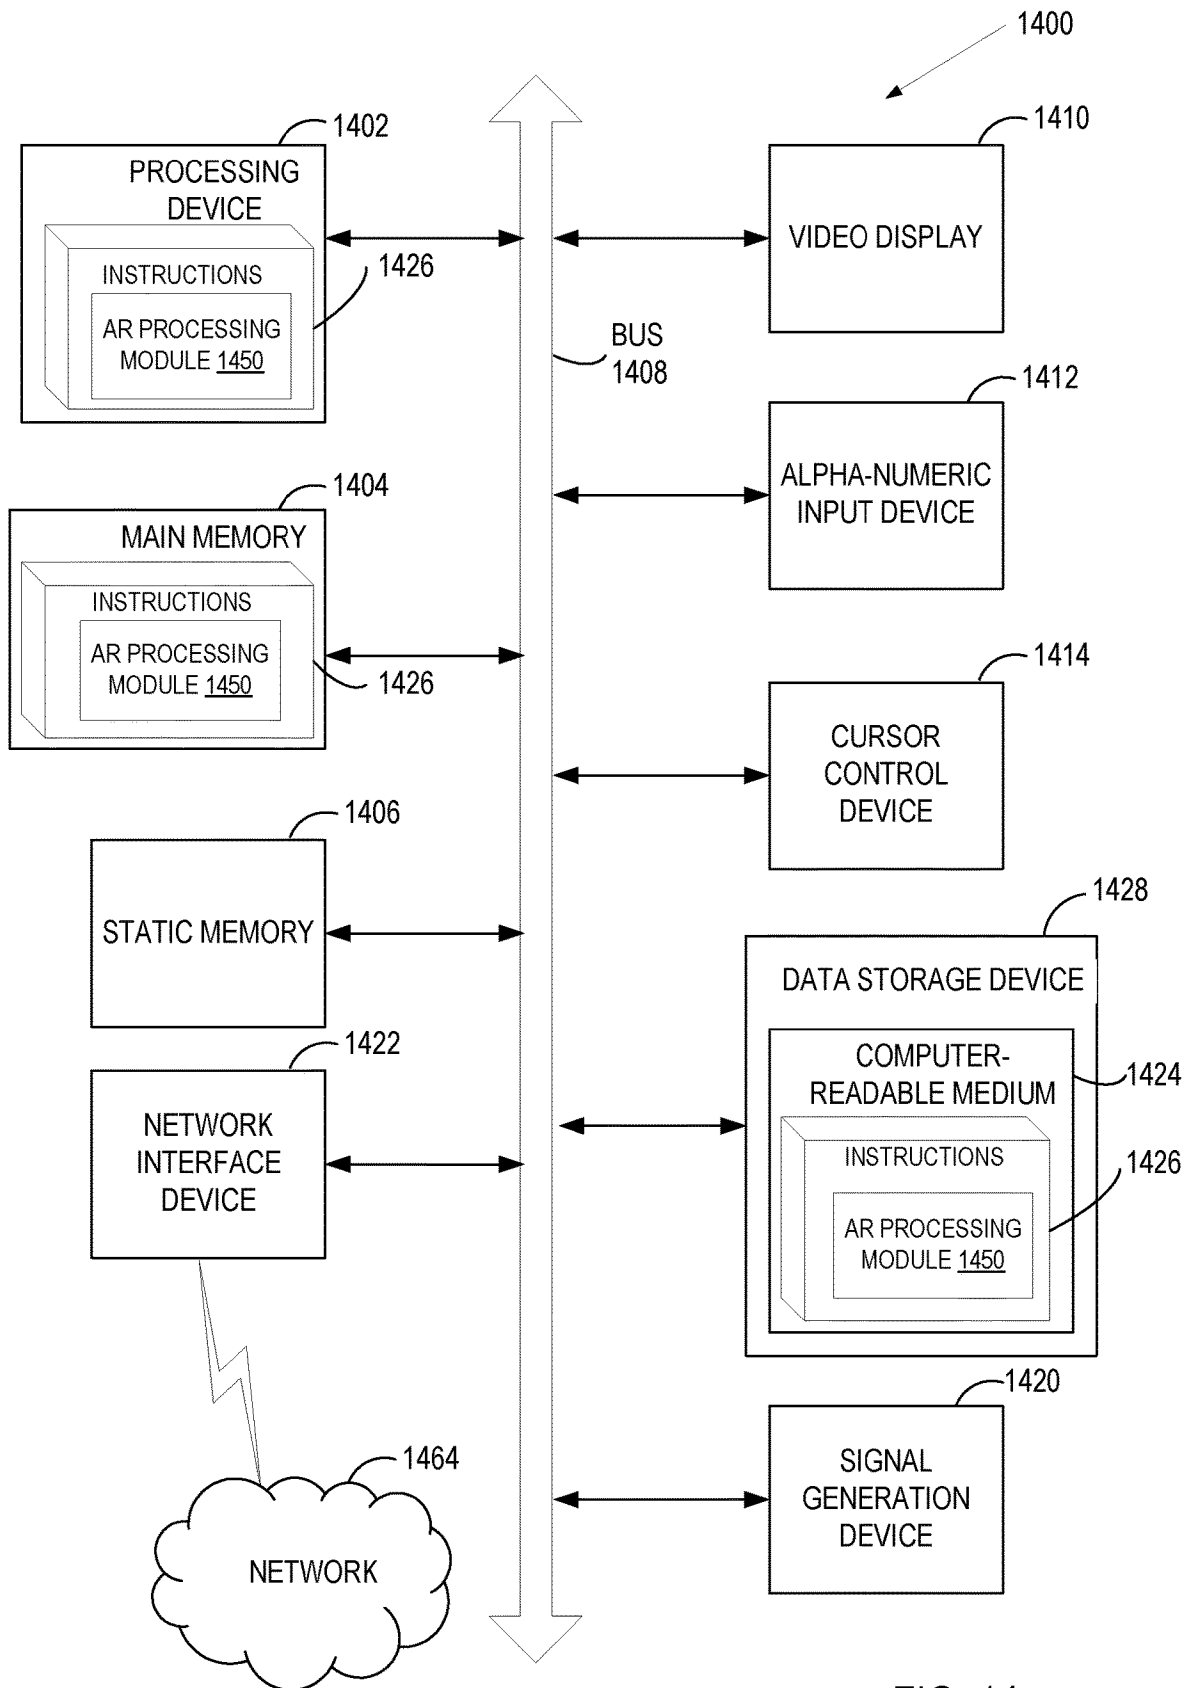 1400
1402
PROCESSING
DEVICE
INSTRUCTIONS
AR PROCESSING
MODULE 1450
1426
1404
MAIN MEMORY
INSTRUCTIONS
AR PROCESSING
MODULE 1450
1426
1406
STATIC MEMORY
1422
NETWORK
INTERFACE
DEVICE
1464
NETWORK
BUS
1408
1410
VIDEO DISPLAY
1412
ALPHA-NUMERIC
INPUT DEVICE
1414
CURSOR
CONTROL
DEVICE
1428
DATA STORAGE DEVICE
COMPUTER-
READABLE MEDIUM
1424
INSTRUCTIONS
1426
AR PROCESSING
MODULE 1450
1420
SIGNAL
GENERATION
DEVICE